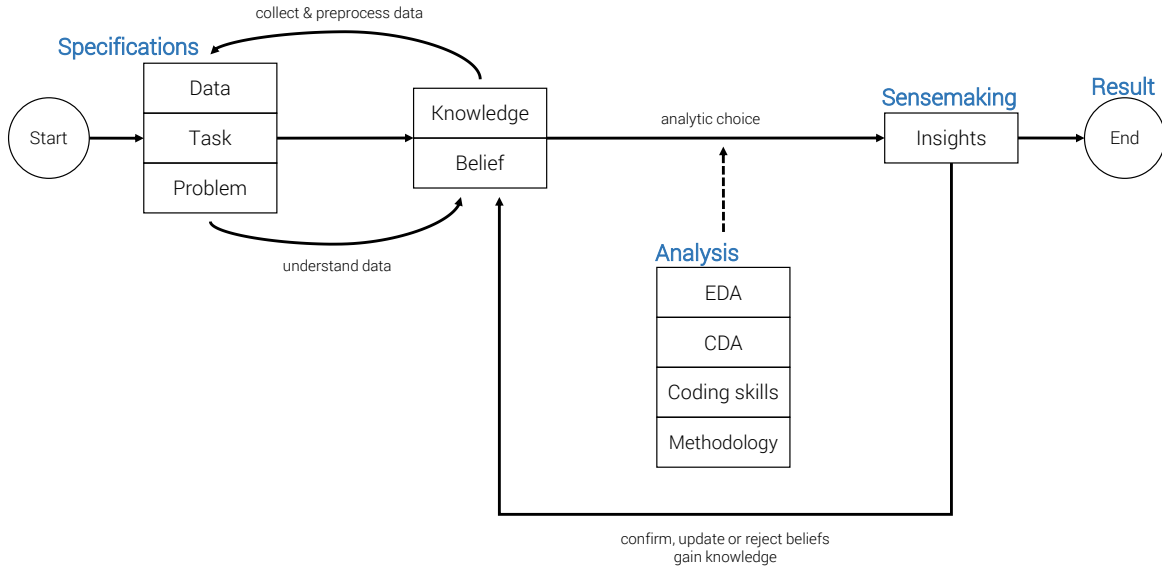 collect & preprocess data
Specifications
Data
Task
Problem
Start
understand data
Knowledge
Belief
analytic choice
Analysis
EDA
CDA
Coding skills
Methodology
Sensemaking
Insights
Result
End
confirm, update or reject beliefs
gain knowledge